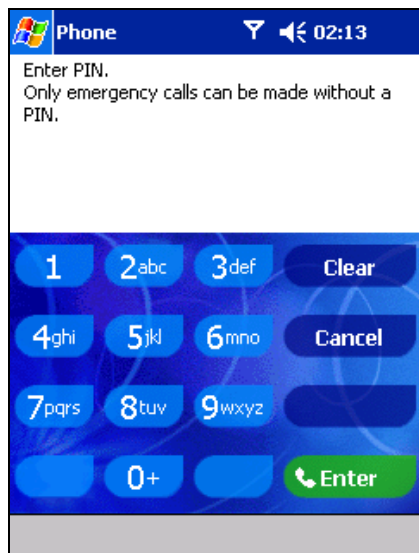 Phone 02:13
Enter PIN.
Only emergency calls can be made without a
PIN.
1 2abc 3def Clear
4ghi 5jkl 6mno Cancel
7pqrs 8tuv 9wxyz
0+ Enter